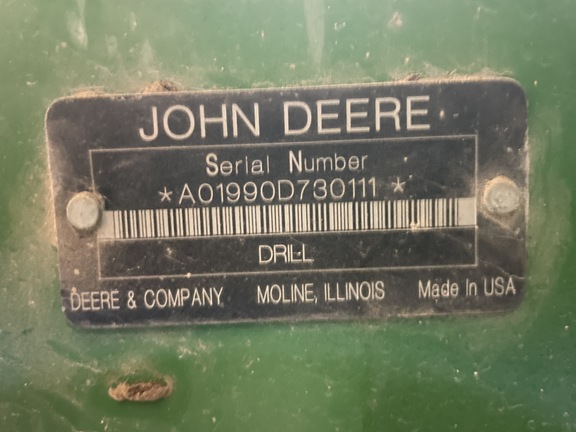 JOHN DEERE
Serial Number
*A01990D730111 *
DRILL
DEERE & COMPANY MOLINE, ILLINOIS Made In USA